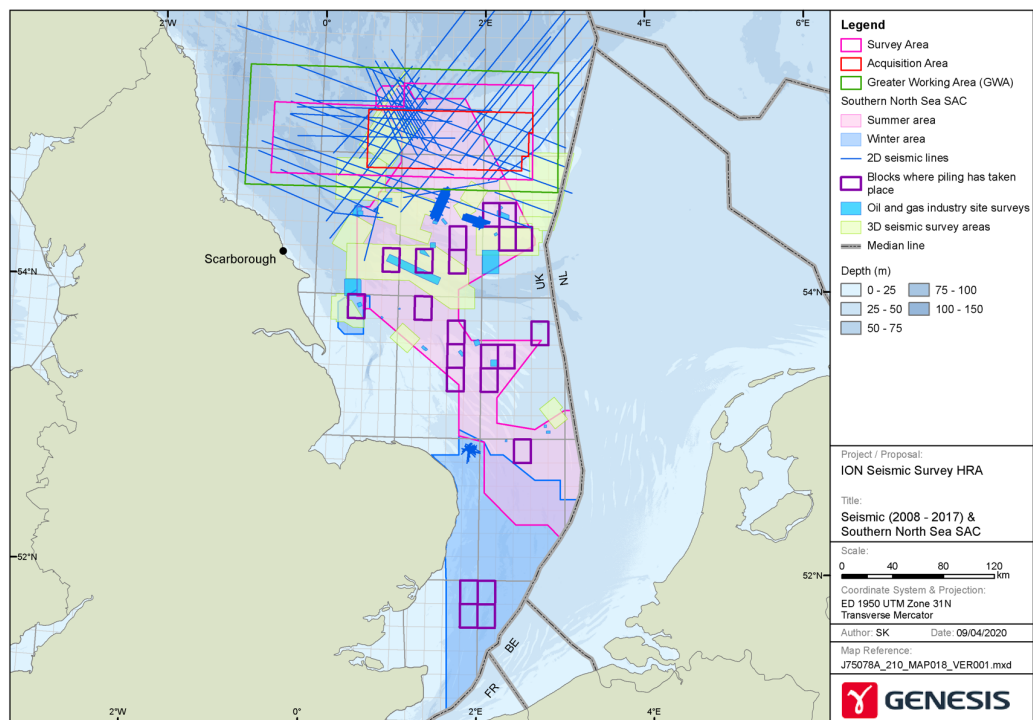 2°W
0°
2°E
4°E
6°E
Scarborough
54°N
54°N
UK
NL
52°N
52°N
BE
FR
2°W
0°
2°E
4°E
Legend
Survey Area
Acquisition Area
Greater Working Area (GWA)
Southern North Sea SAC
Summer area
Winter area
2D seismic lines
Blocks where piling has taken
place
Oil and gas industry site surveys
3D seismic survey areas
Median line
Depth (m)
0 - 25
75 - 100
25 - 50
100 - 150
50 - 75
Project / Proposal:
ION Seismic Survey HRA
Title:
Seismic (2008 - 2017) &
Southern North Sea SAC
Scale:
0 40 80 120
km
Coordinate System & Projection:
ED 1950 UTM Zone 31N
Transverse Mercator
Author: SK Date: 09/04/2020
Map Reference:
J75078A_210_MAP018_VER001.mxd
GENESIS